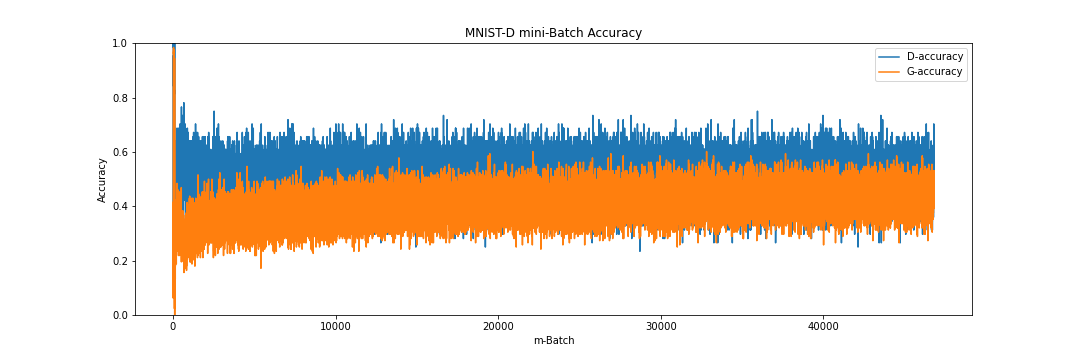 MNIST-D mini-Batch Accuracy
D-accuracy
G-accuracy
Accuracy
1.0
0.8
0.6
0.4
0.2
0.0
0 10000 20000 30000 40000
m-Batch